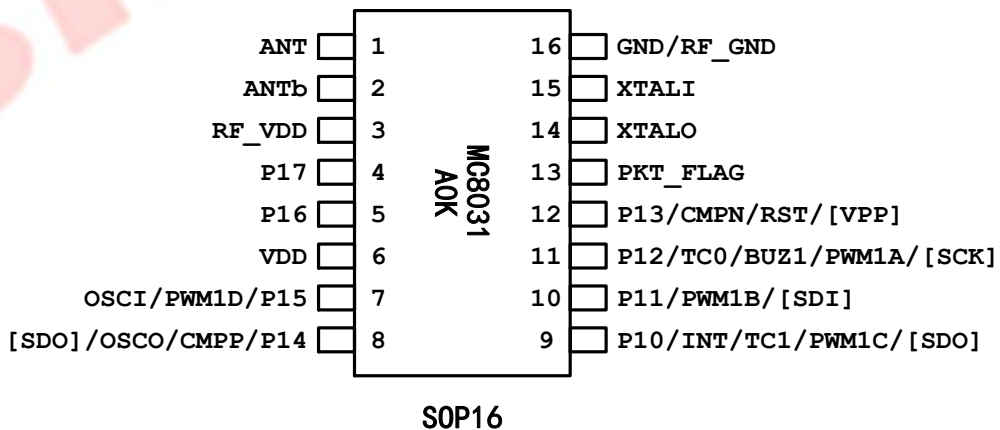 ANT 1 16 GND/RF_GND
ANTb 2 15 XTALI
RF_VDD 3 14 XTALO
P17 4 13 PKT_FLAG
P16 5 12 P13/CMPN/RST/[VPP]
VDD 6 11 P12/TC0/BUZ1/PWM1A/[SCK]
OSCI/PWM1D/P15 7 10 P11/PWM1B/[SDI]
[SDO]/OSCO/CMPP/P14 8 9 P10/INT/TC1/PWM1C/[SDO]
MC8031
A0K
SOP16